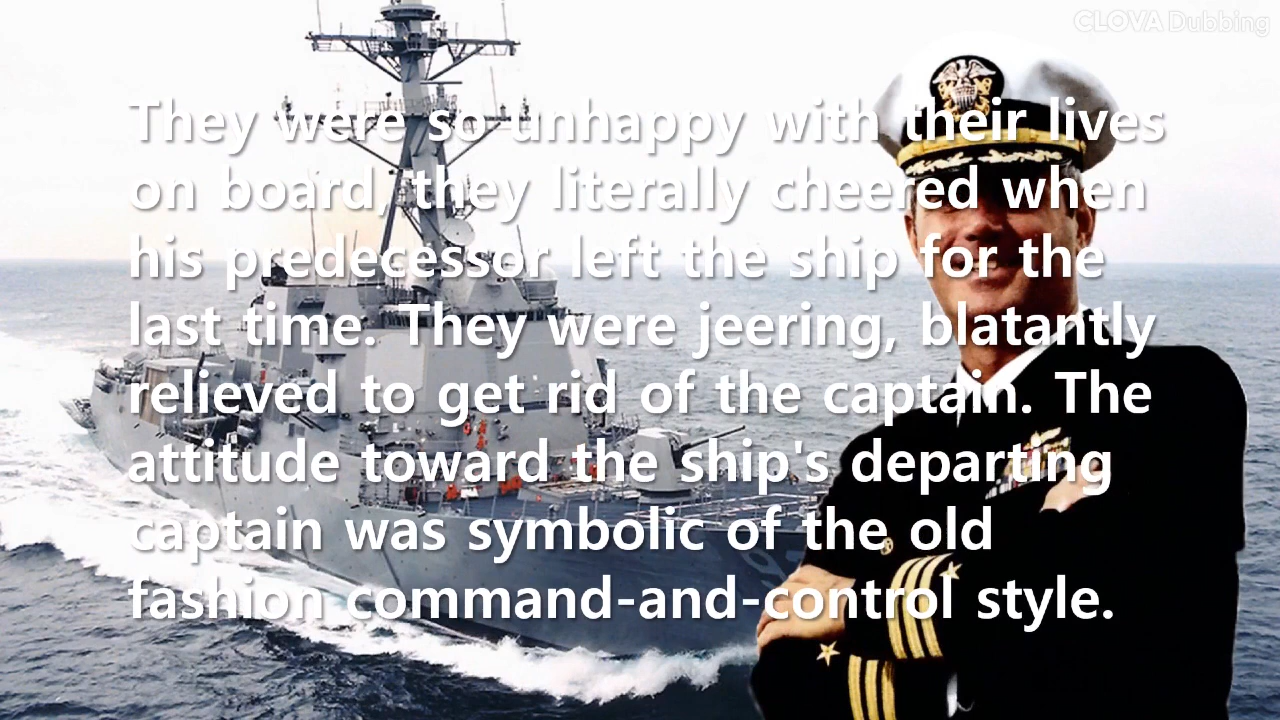 CLOVA Dubbing
They were so unhappy with their lives
on board, they literally cheered when
his predecessor left the ship for the
last time. They were jeering, blatantly
relieved to get rid of the captain. The
attitude toward the ship's departing
captain was symbolic of the old
fashion command-and-control style.